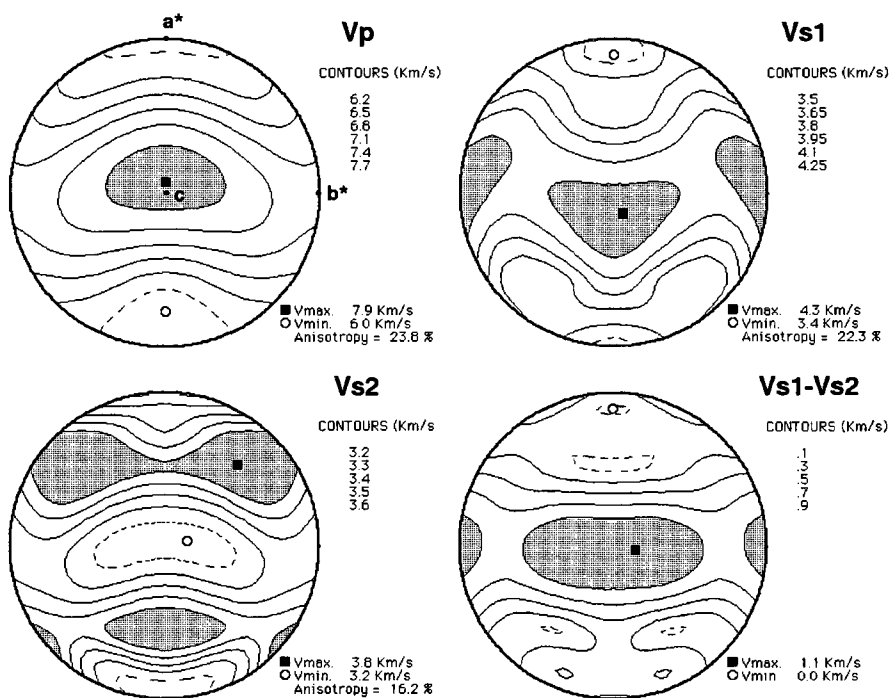 a*
Vp
CONTOURS (Km/s)
6.2
6.5
6.8
7.1
7.4
7.7
c
b*
Vmax. 7.9 Km/s
Vmin. 6.0 Km/s
Anisotropy = 23.8 %
Vs1
CONTOURS (Km/s)
3.5
3.65
3.8
3.95
4.1
4.25
Vmax. 4.3 Km/s
Vmin. 3.4 Km/s
Anisotropy = 22.3 %
Vs2
CONTOURS (Km/s
3.2
3.3
3.4
3.5
3.6
Vmax. 3.8 Km/s
Vmin. 3.2 Km/s
Anisotropy = 16.2 %
Vs1-Vs2
CONTOURS (Km/s
.1
.3
.5
.7
.9
Vmax. 1.1 Km/s
Vmin 0.0 Km/s